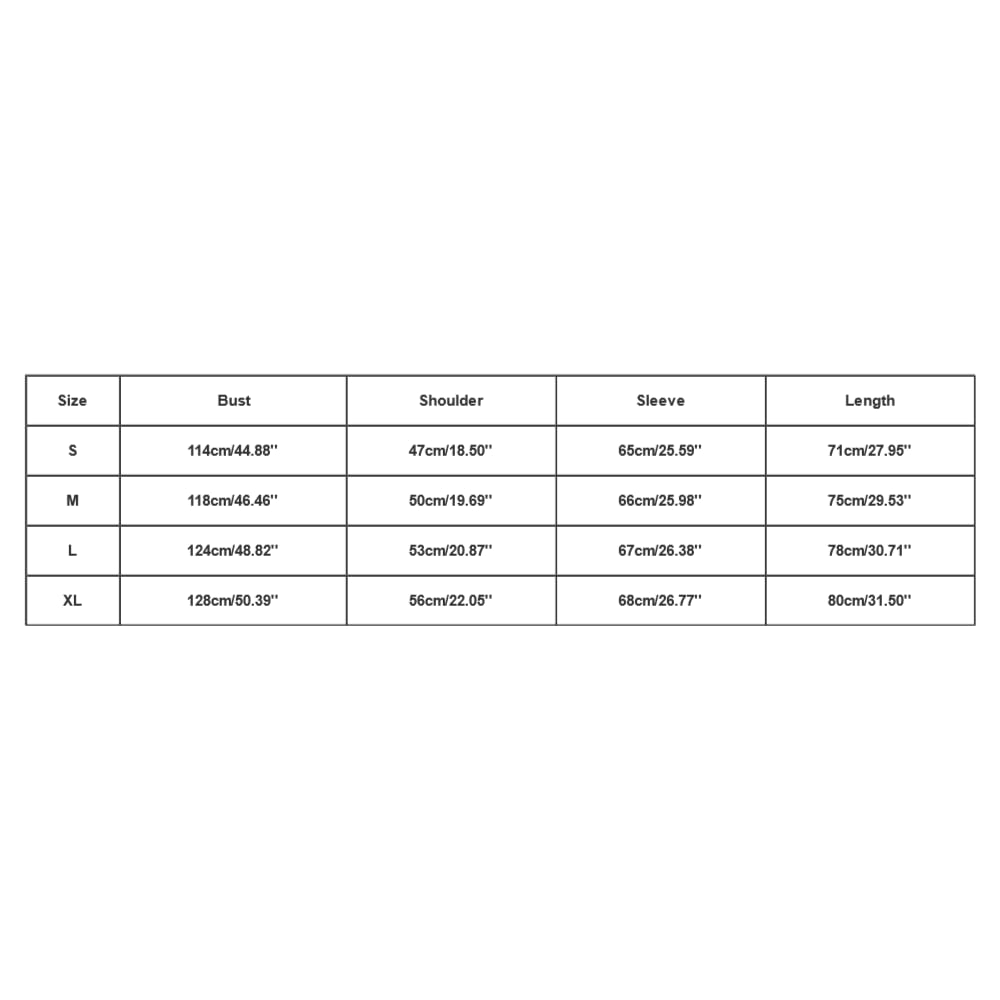 Size Bust Shoulder Sleeve Length
S 114cm/44.88'' 47cm/18.50'' 65cm/25.59'' 71cm/27.95''
M 118cm/46.46'' 50cm/19.69'' 66cm/25.98'' 75cm/29.53''
L 124cm/48.82'' 53cm/20.87'' 67cm/26.38'' 78cm/30.71''
XL 128cm/50.39'' 56cm/22.05'' 68cm/26.77'' 80cm/31.50''